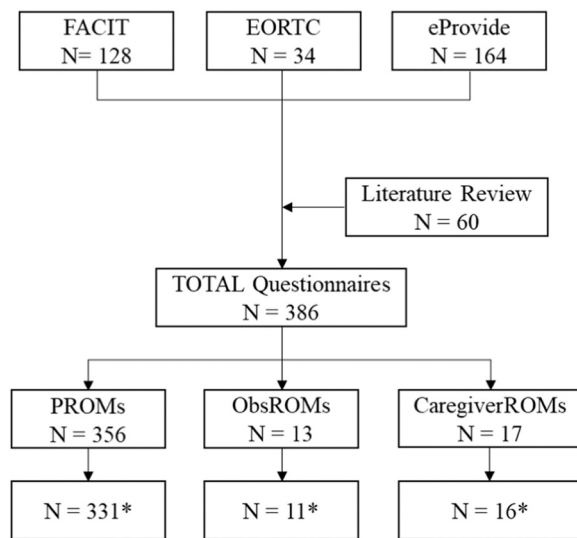 FACIT
N= 128
EORTC
N = 34
eProvide
N = 164
Literature Review
N = 60
TOTAL Questionnaires
N = 386
PROMs
N = 356
ObsROMs
N = 13
CaregiverROMs
N = 17
N = 331*
N = 11*
N = 16*